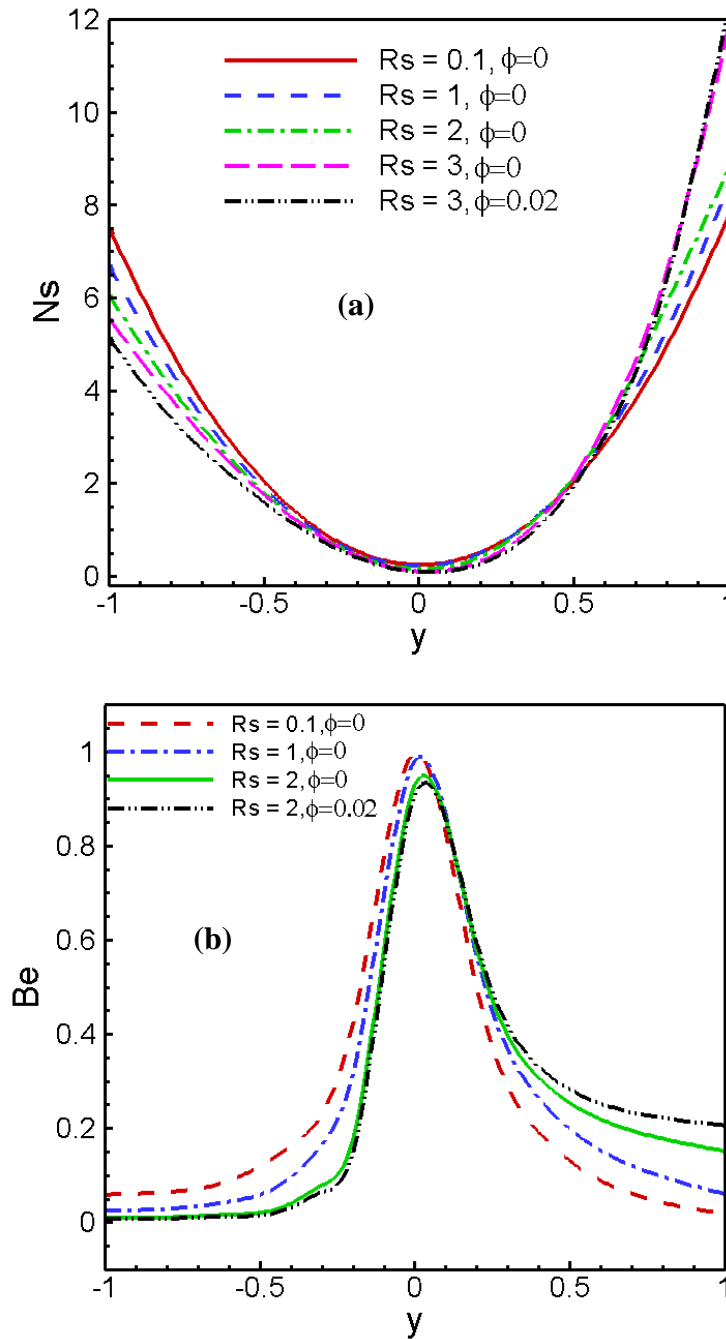 12
10
8
6
4
2
0
Ns
Rs = 0.1, ϕ=0
Rs = 1, ϕ=0
Rs = 2, ϕ=0
Rs = 3, ϕ=0
Rs = 3, ϕ=0.02
(a)
-1 -0.5 0 0.5 1
y
1
0.8
0.6
0.4
0.2
0
Be
Rs = 0.1, ϕ=0
Rs = 1, ϕ=0
Rs = 2, ϕ=0
Rs = 2, ϕ=0.02
(b)
-1 -0.5 0 0.5 1
y